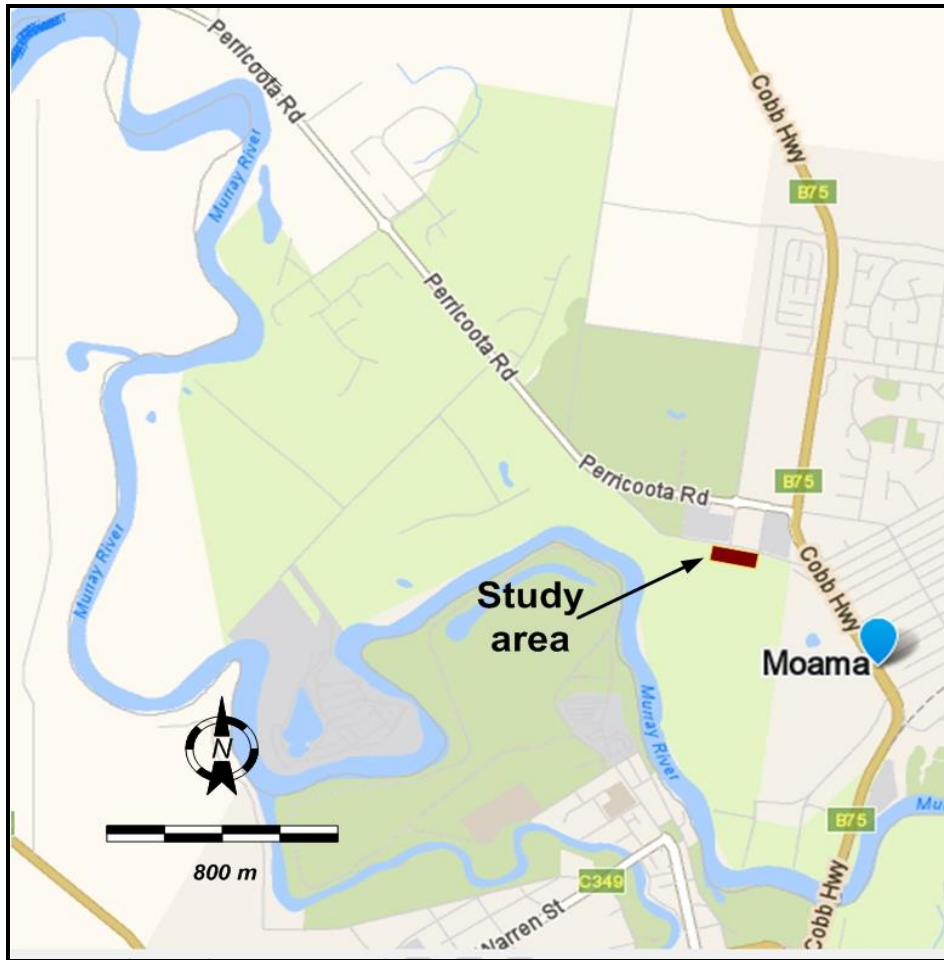 Perricoota Rd
Cobb Hwy
Murray River
B75
Perricoota Rd
Perricoota Rd
B75
Murray River
Cobb Hwy
Study
area
Moama
Murray River
N
B75
Mu
800 m
C349
Warren St
Cobb Hwy